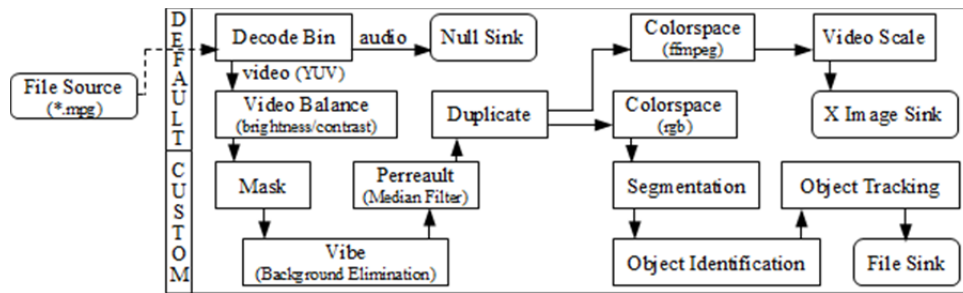 DEFAULT
CUSTOM
File Source
(*.mpg)
Decode Bin
audio
Null Sink
video (YUV)
Video Balance
(brightness/contrast)
Mask
Vibe
(Background Elimination)
Perreault
(Median Filter)
Duplicate
Colorspace
(ffmpeg)
Video Scale
X Image Sink
Colorspace
(rgb)
Segmentation
Object Identification
Object Tracking
File Sink